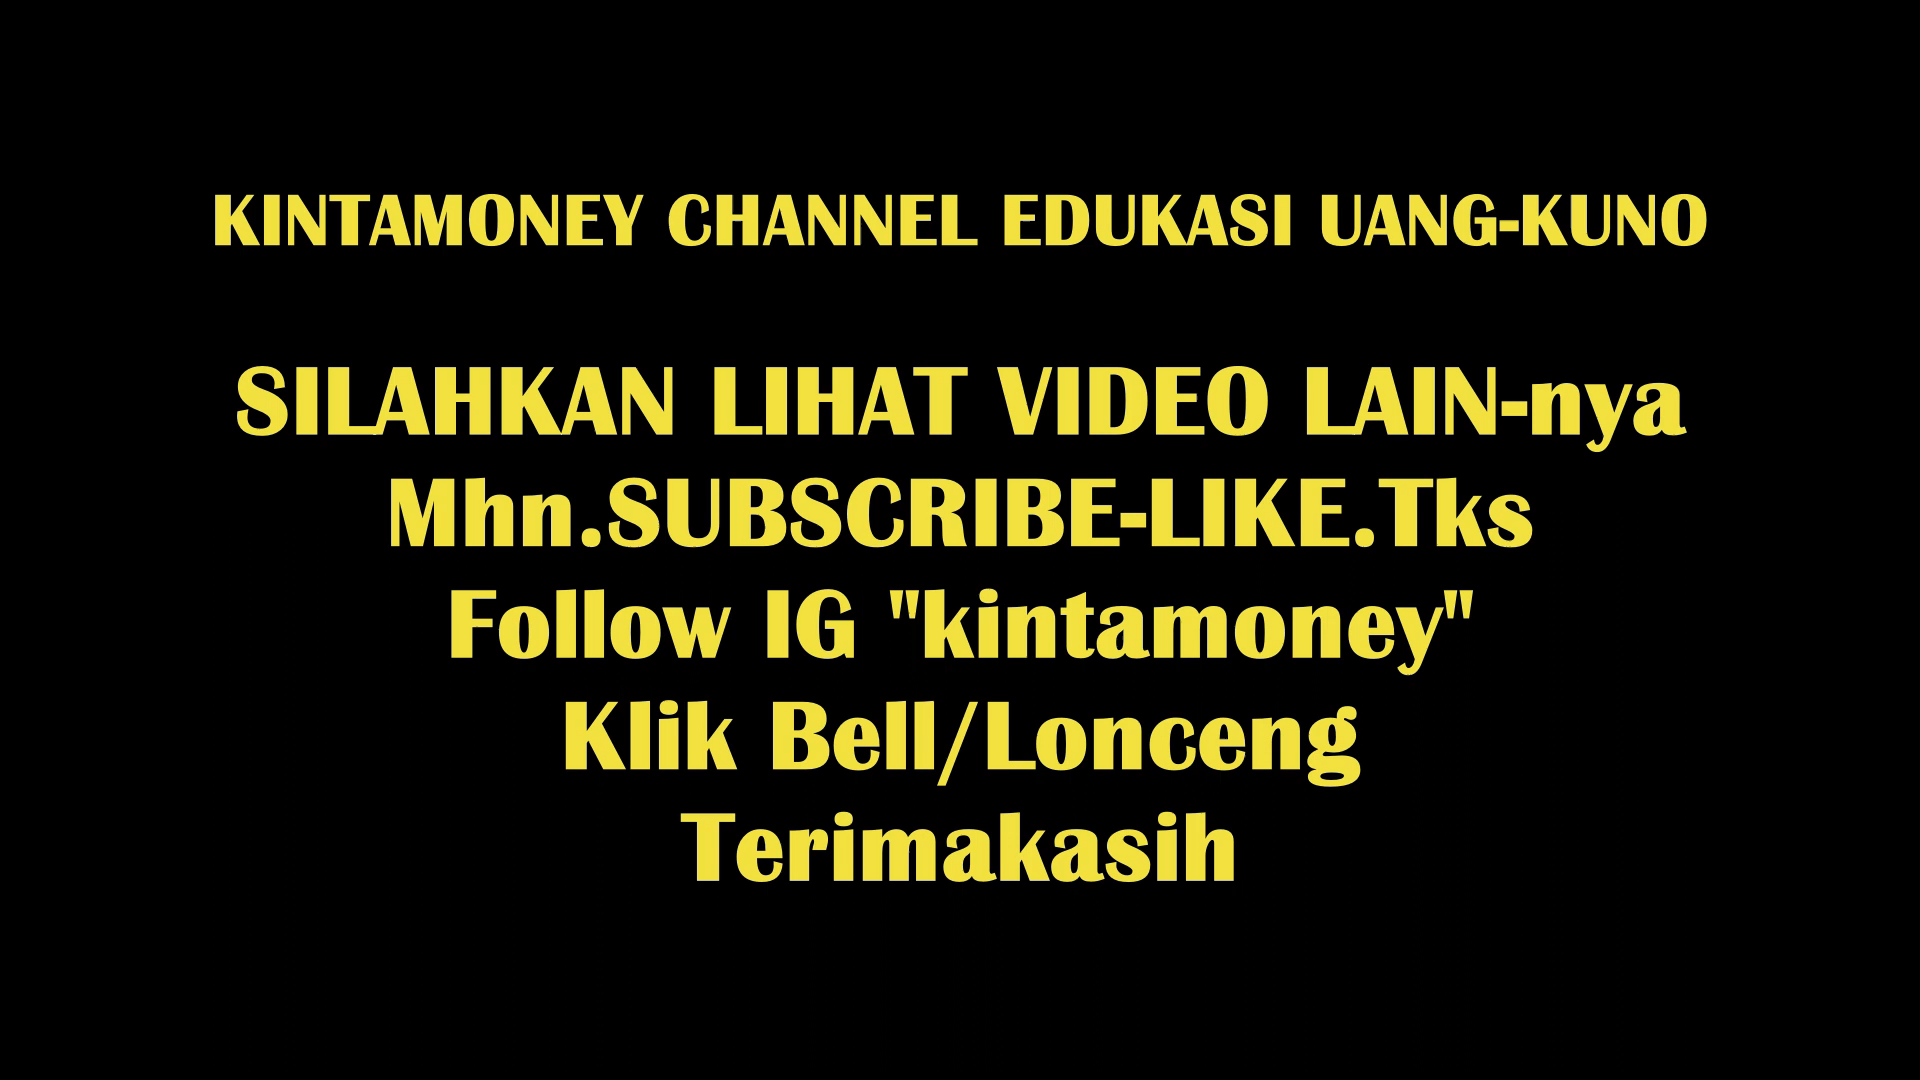 KINTAMONEY CHANNEL EDUKASI UANG-KUNO
SILAHKAN LIHAT VIDEO LAIN-nya
Mhn.SUBSCRIBE-LIKE.Tks
Follow IG "kintamoney"
Klik Bell/Lonceng
Terimakasih